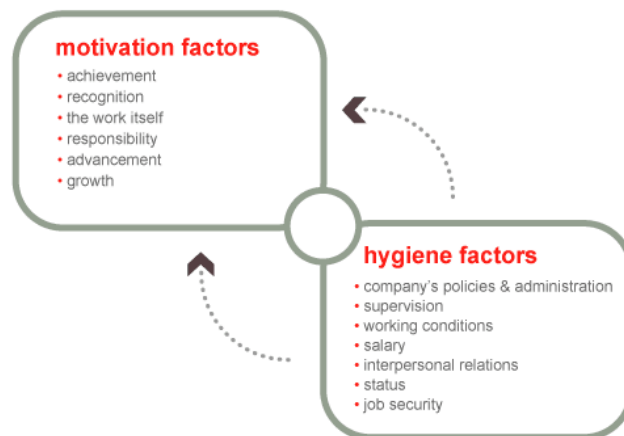 motivation factors
• achievement
• recognition
• the work itself
• responsibility
• advancement
• growth
hygiene factors
• company's policies & administration
• supervision
• working conditions
• salary
• interpersonal relations
• status
• job security